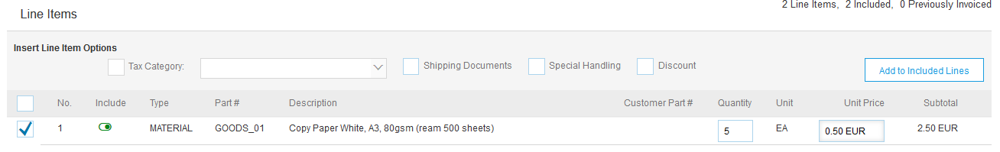 2 Line Items, 2 Included, 0 Previously Invoiced
Line Items
Insert Line Item Options
Tax Category: Shipping Documents Special Handling Discount Add to Included Lines
No. Include Type Part # Description Customer Part # Quantity Unit Unit Price Subtotal
1 MATERIAL GOODS_01 Copy Paper White, A3, 80gsm (ream 500 sheets) 5 EA 0.50 EUR 2.50 EUR